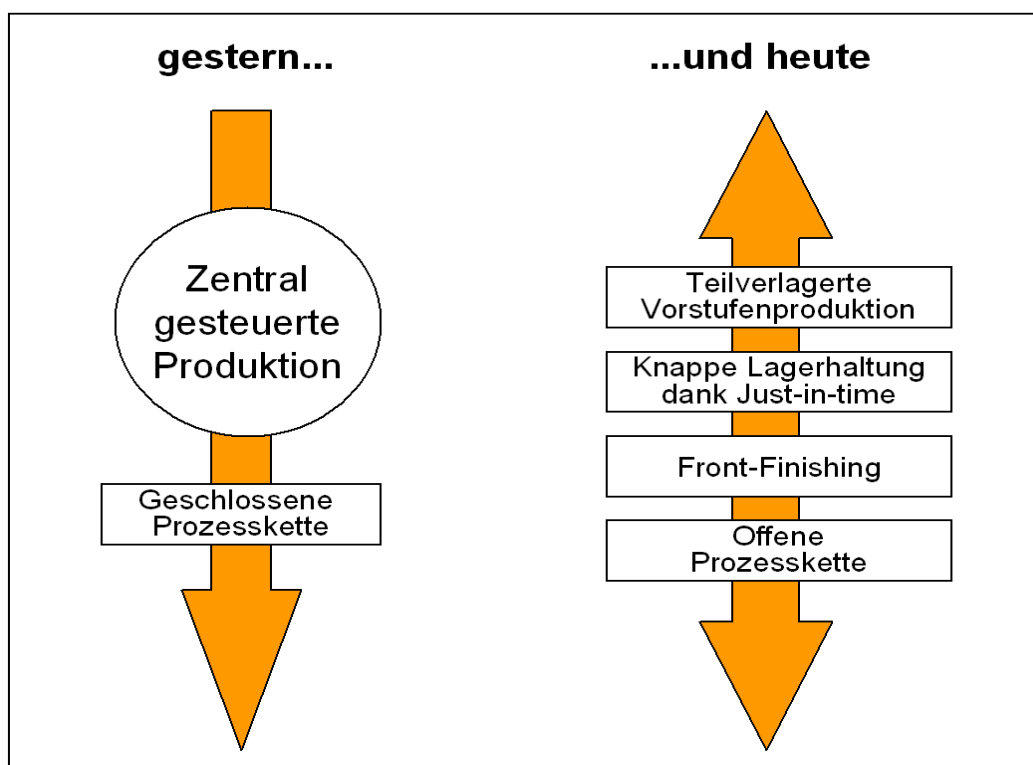 gestern...
Zentral
gesteuerte
Produktion
Geschlossene
Prozesskette
...und heute
Teilverlagerte
Vorstufenproduktion
Knappe Lagerhaltung
dank Just-in-time
Front-Finishing
Offene
Prozesskette